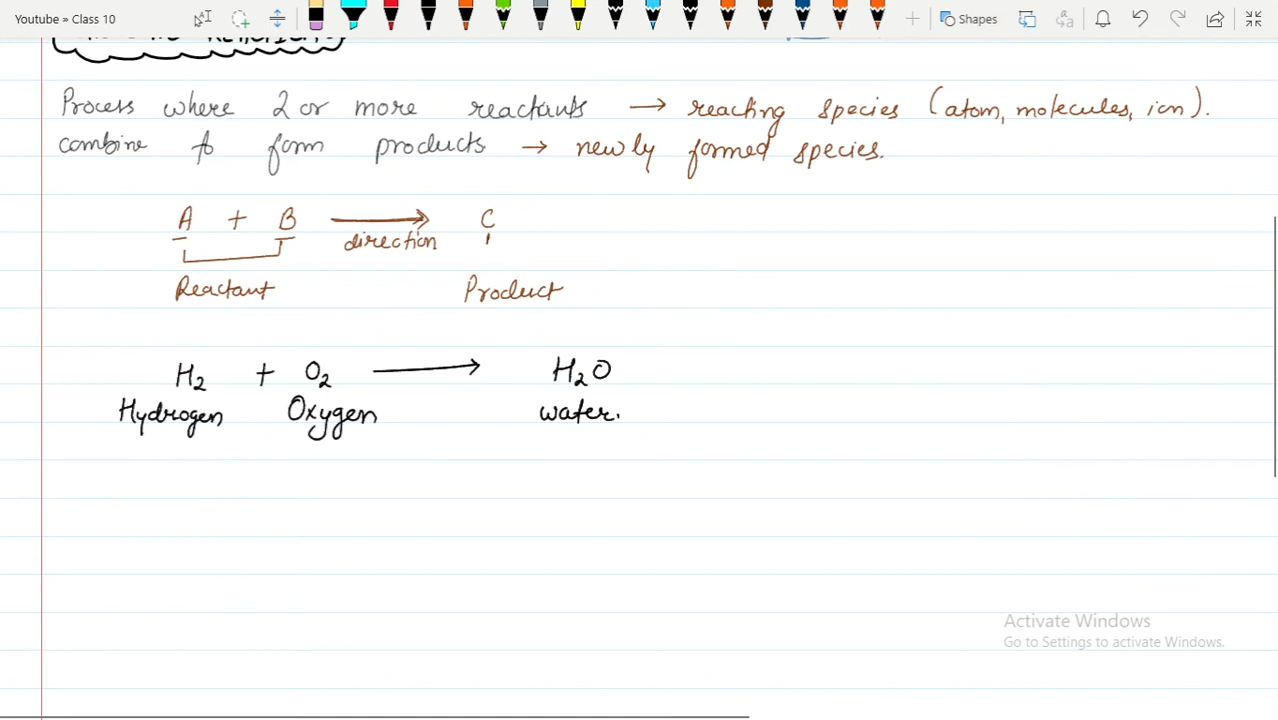 Youtube » Class 10
Shapes
Process where 2 or more reactants → reacting species (atom, molecules, ion).
combine to form products → newly formed species.
A + B → C
direction
Reactant Product
H2 + O2 → H2O
Hydrogen Oxygen water.
Activate Windows
Go to Settings to activate Windows.